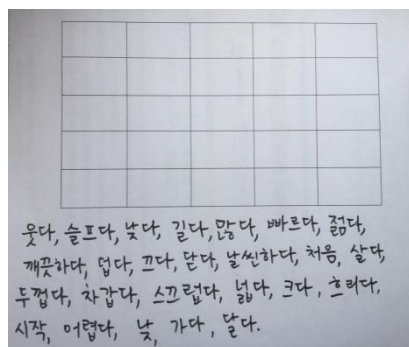 웃다, 슬프다, 낮다, 길다, 많다, 빠르다, 젊다,
깨끗하다, 덥다, 끄다, 닫다, 날씬하다, 처음, 살다,
두껍다, 차갑다, 스끄럽다, 넓다, 크다, 흐리다,
시작, 어렵다, 낮, 가다, 달다.